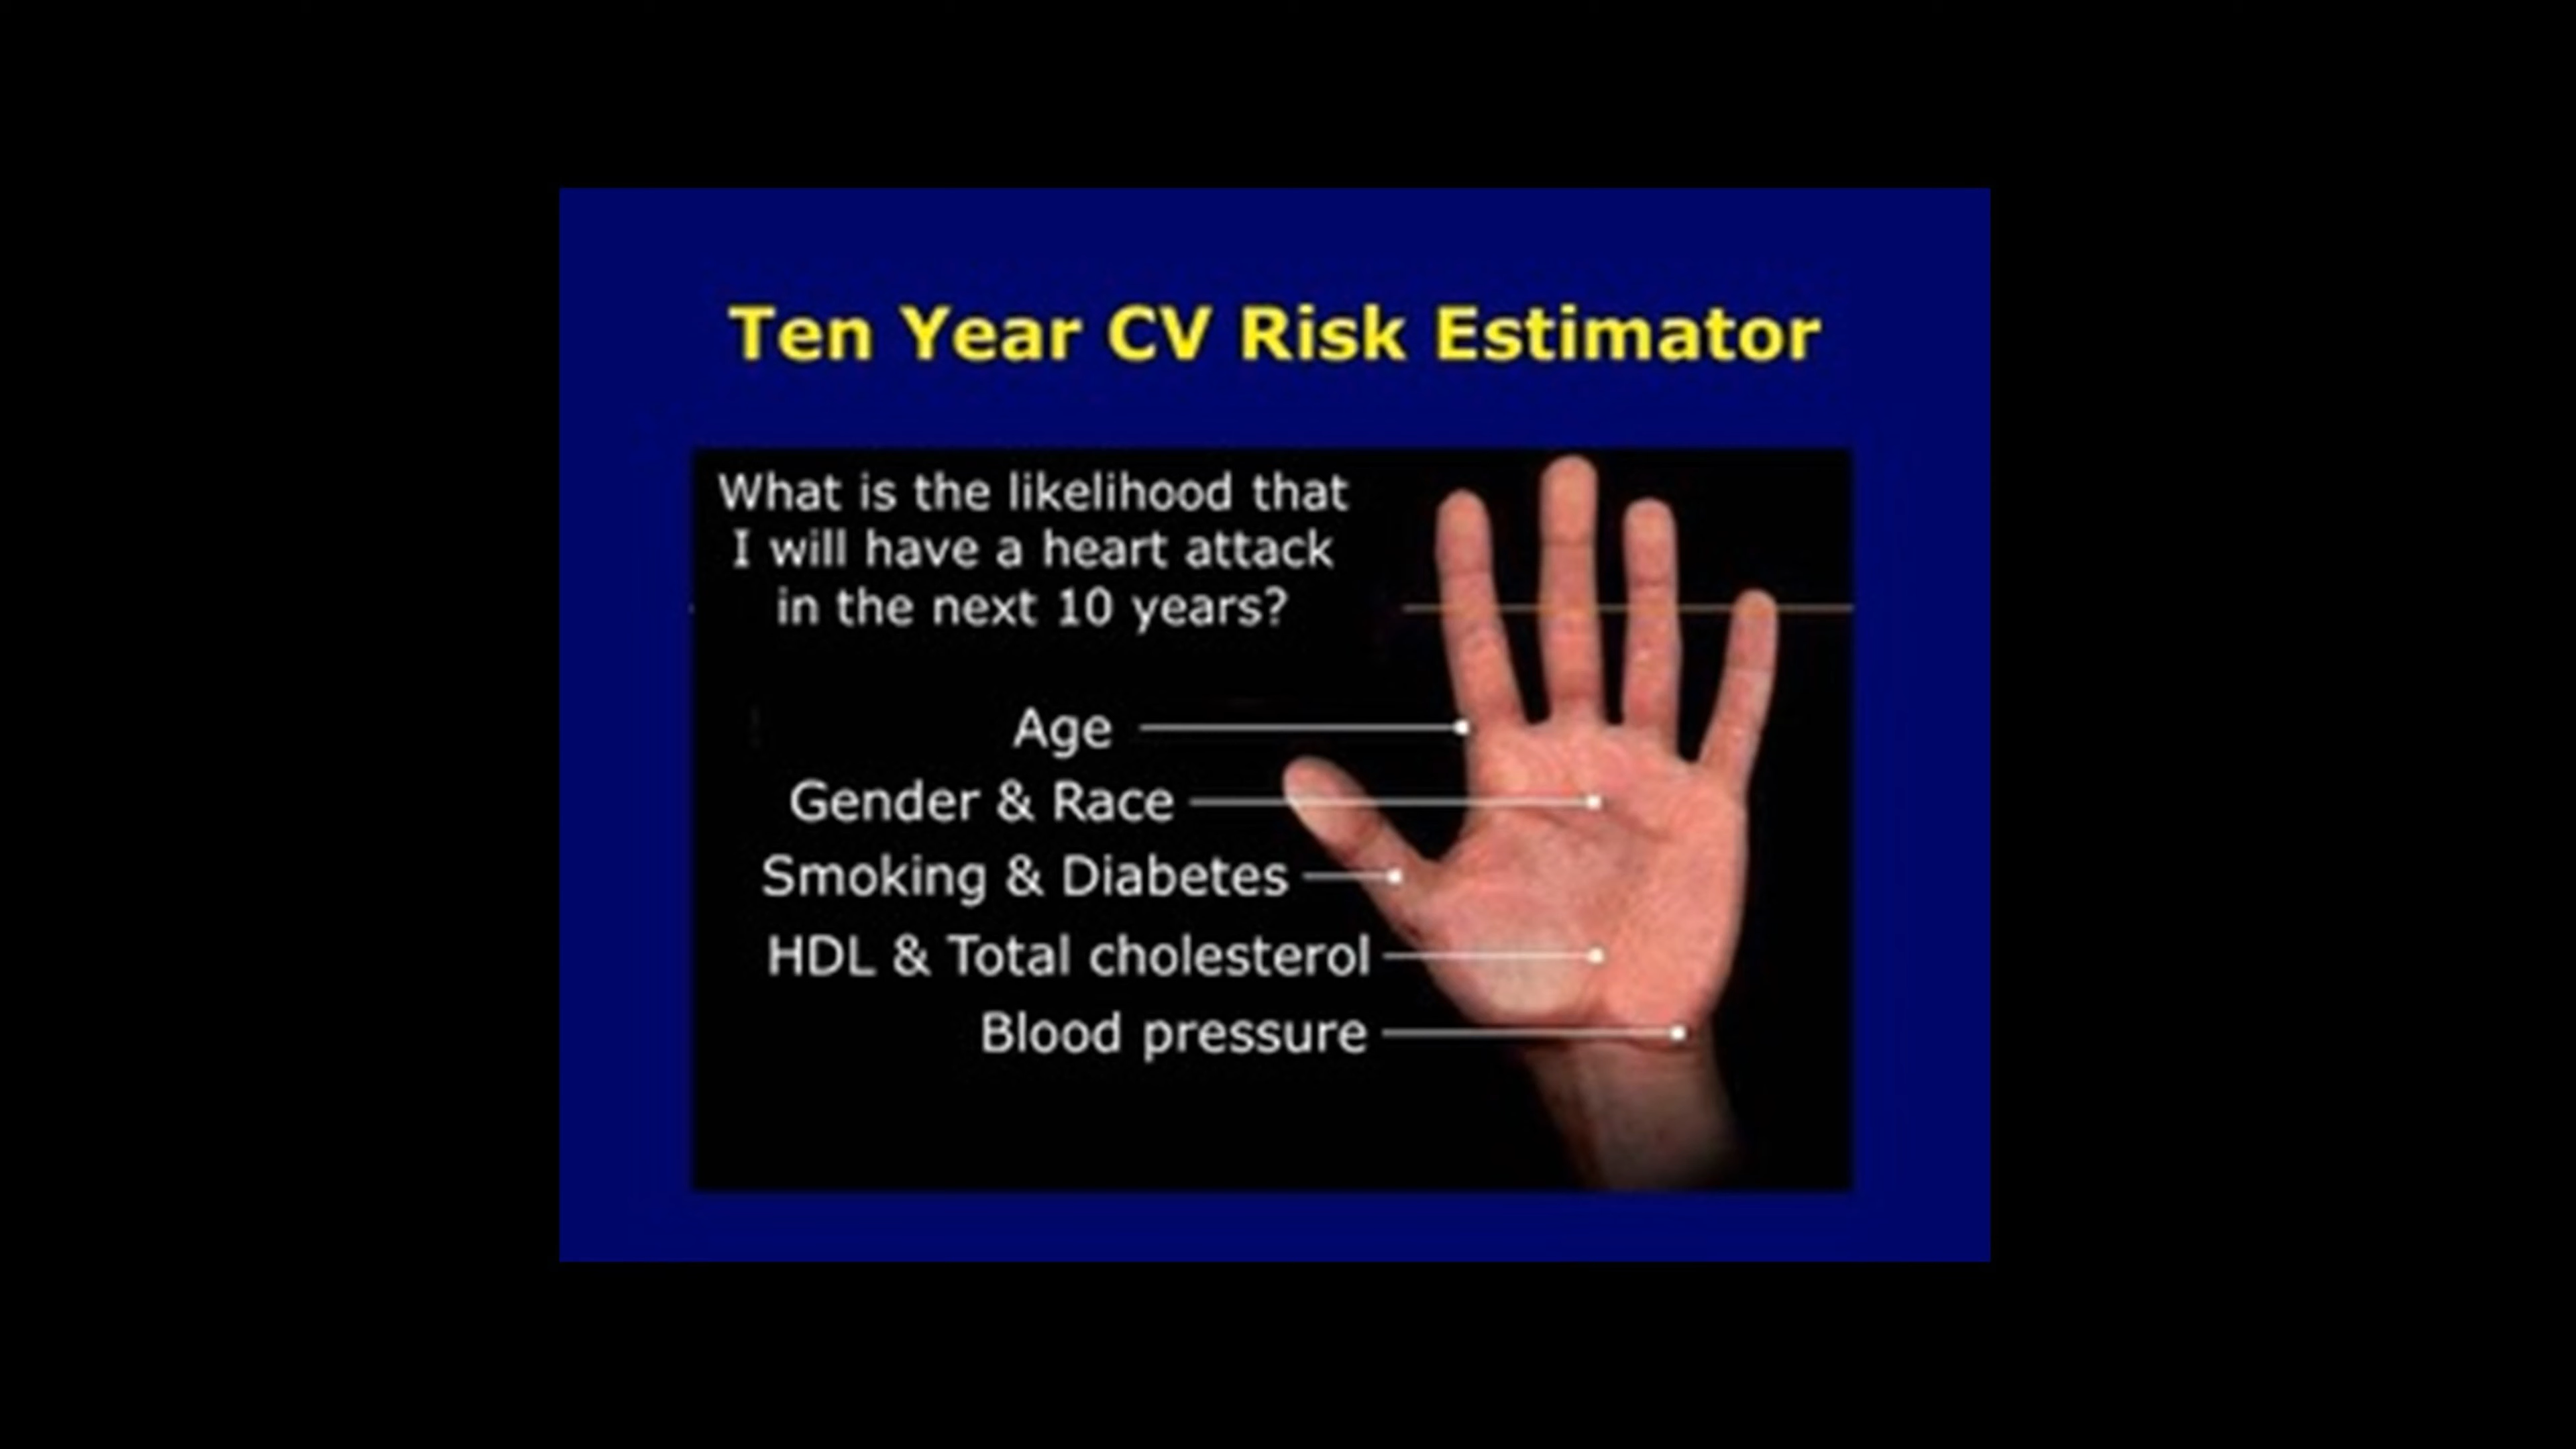 Ten Year CV Risk Estimator
What is the likelihood that
I will have a heart attack
in the next 10 years?
Age
Gender & Race
Smoking & Diabetes
HDL & Total cholesterol
Blood pressure